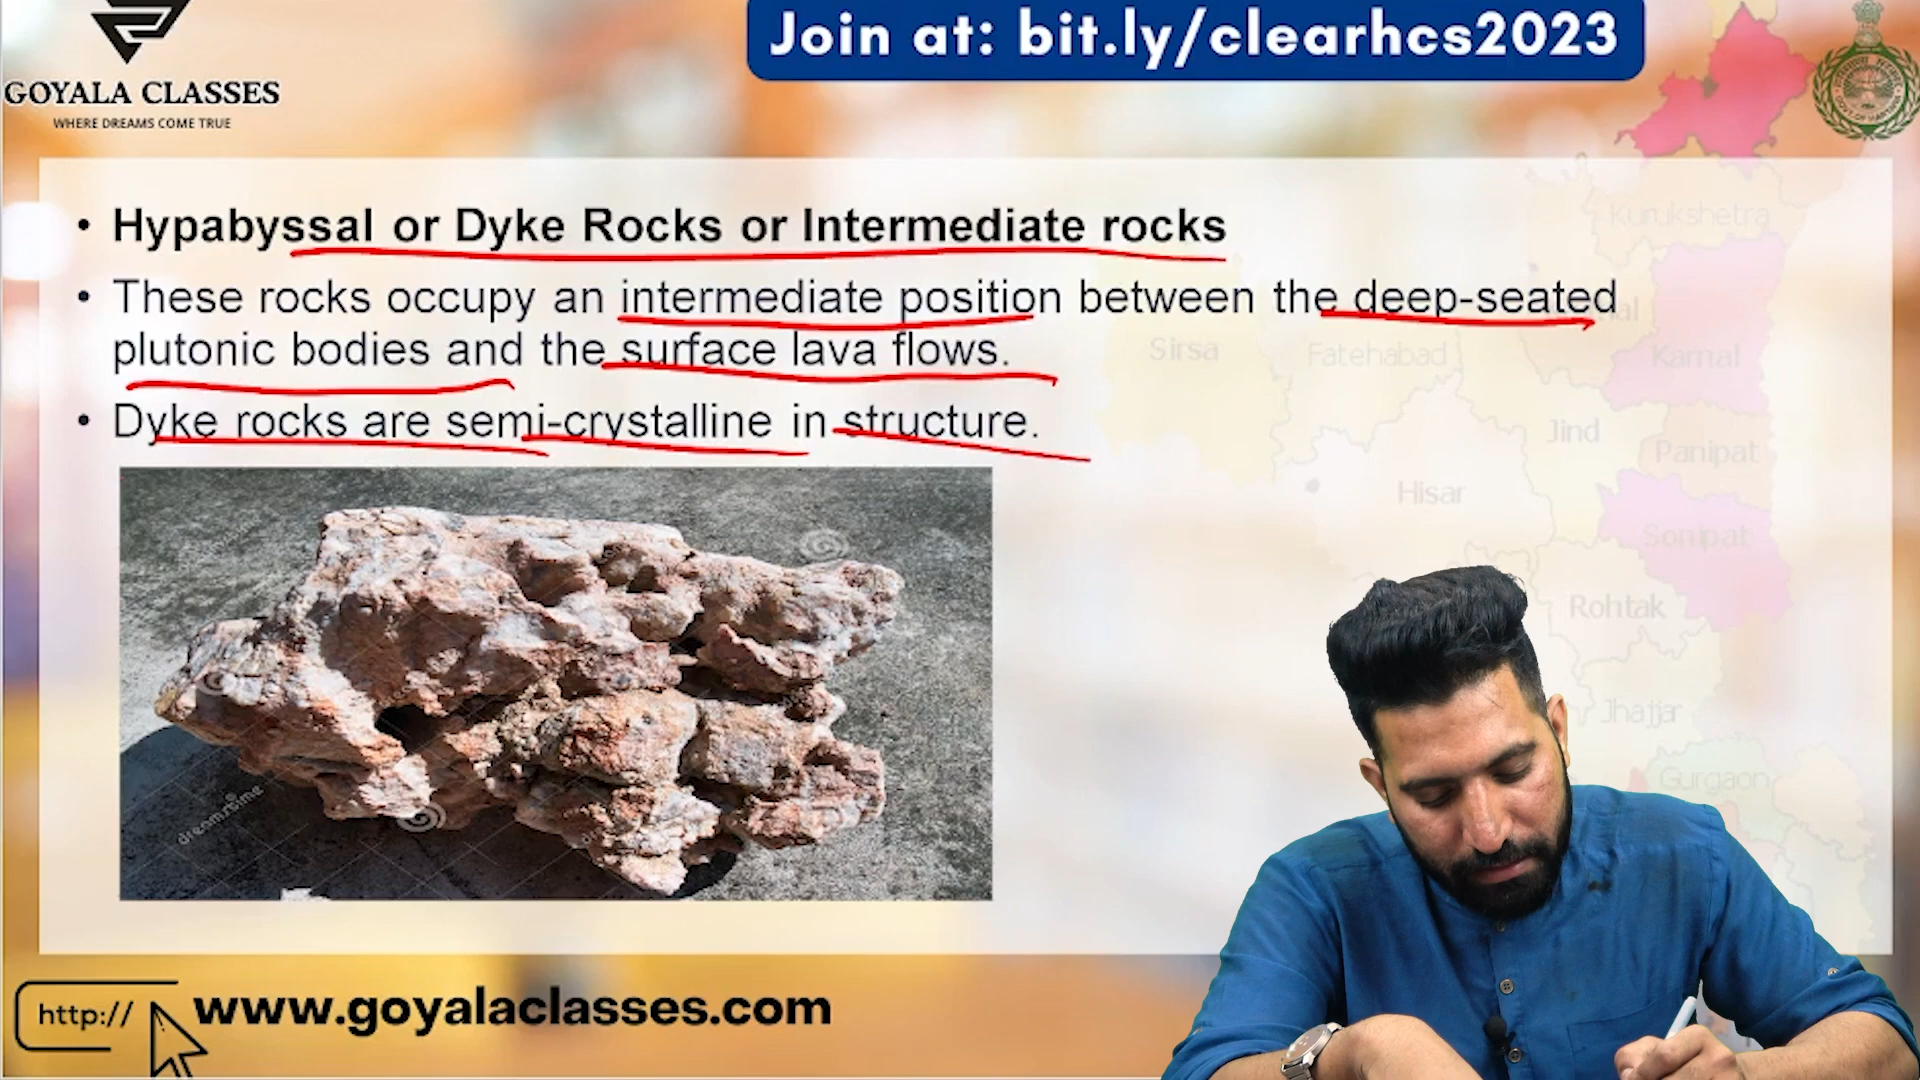 Join at: bit.ly/clearhcs2023
GOYALA CLASSES
WHERE DREAMS COME TRUE
• Hypabyssal or Dyke Rocks or Intermediate rocks
• These rocks occupy an intermediate position between the deep-seated
plutonic bodies and the surface lava flows.
• Dyke rocks are semi-crystalline in structure.
Kurukshetra
Sirsa
Fatehabad
Karnal
Jind
Panipat
Hisar
Sonipat
Rohtak
Jhajjar
Gurgaon
dreamstime
http://
www.goyalaclasses.com